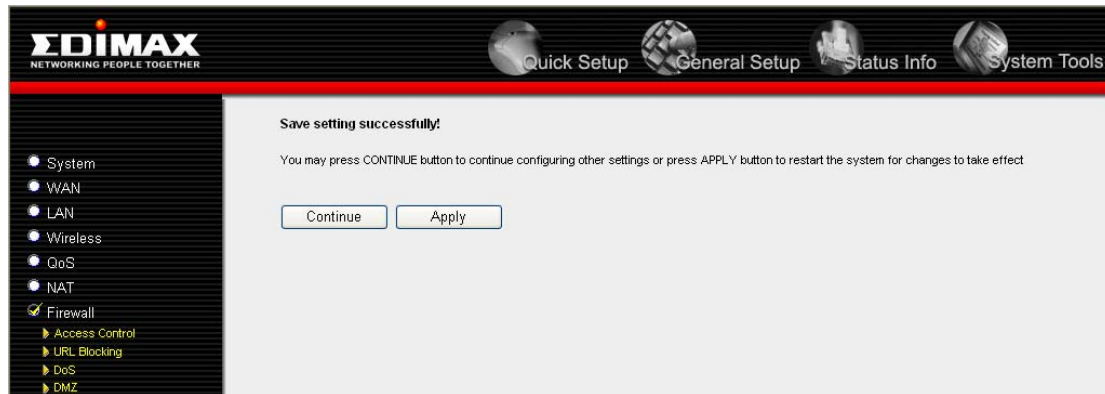 EDIMAX
NETWORKING PEOPLE TOGETHER
Quick Setup
General Setup
Status Info
System Tools
Save setting successfully!
You may press CONTINUE button to continue configuring other settings or press APPLY button to restart the system for changes to take effect
Continue
Apply
System
WAN
LAN
Wireless
QoS
NAT
Firewall
Access Control
URL Blocking
DoS
DMZ